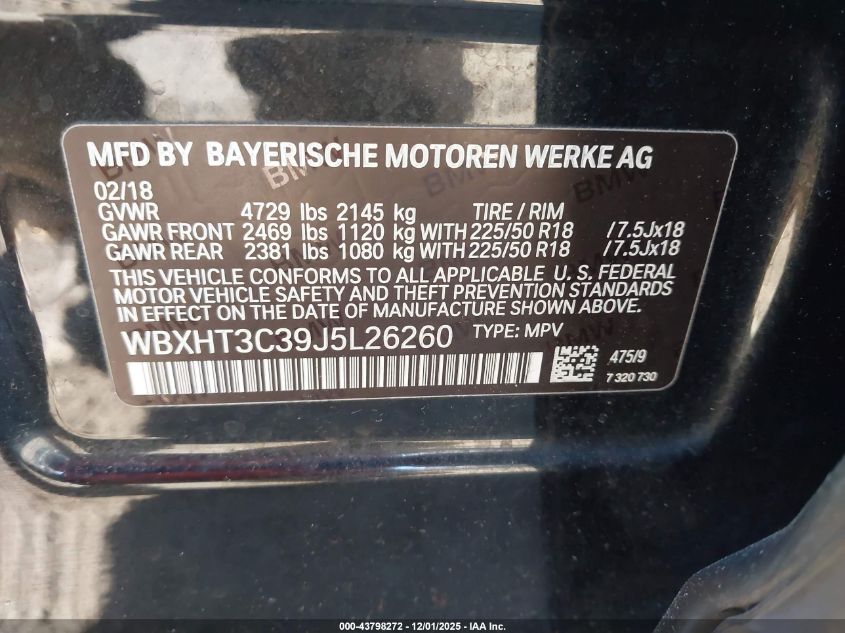 MFD BY BAYERISCHE MOTOREN WERKE AG
02/18
GVWR 4729 lbs 2145 kg TIRE / RIM
GAWR FRONT 2469 lbs 1120 kg WITH 225/50 R18 /7.5Jx18
GAWR REAR 2381 lbs 1080 kg WITH 225/50 R18 /7.5Jx18
THIS VEHICLE CONFORMS TO ALL APPLICABLE U. S. FEDERAL
MOTOR VEHICLE SAFETY AND THEFT PREVENTION STANDARDS
IN EFFECT ON THE DATE OF MANUFACTURE SHOWN ABOVE.
WBXHT3C39J5L26260 TYPE: MPV
475/9
7 320 730
000-43798272 - 12/01/2025 - IAA Inc.